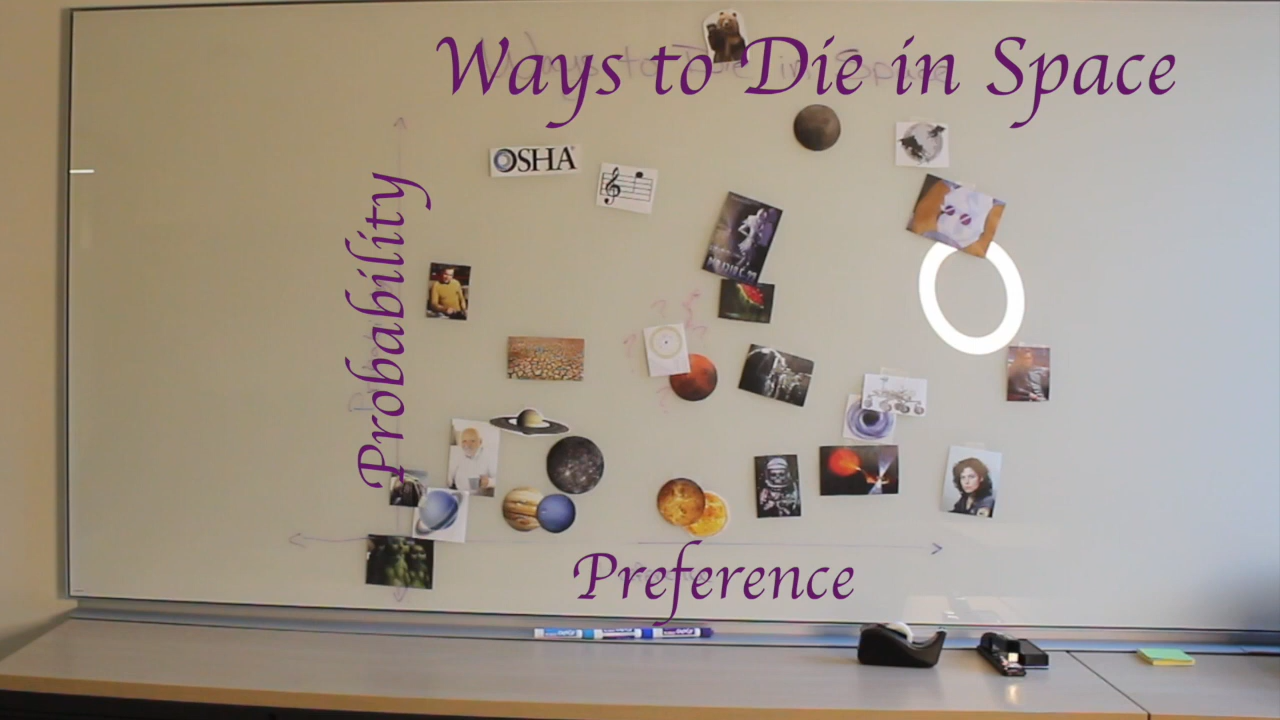 Ways to Die in Space
OSHA
Probability
? ? ?
? ?
Preference